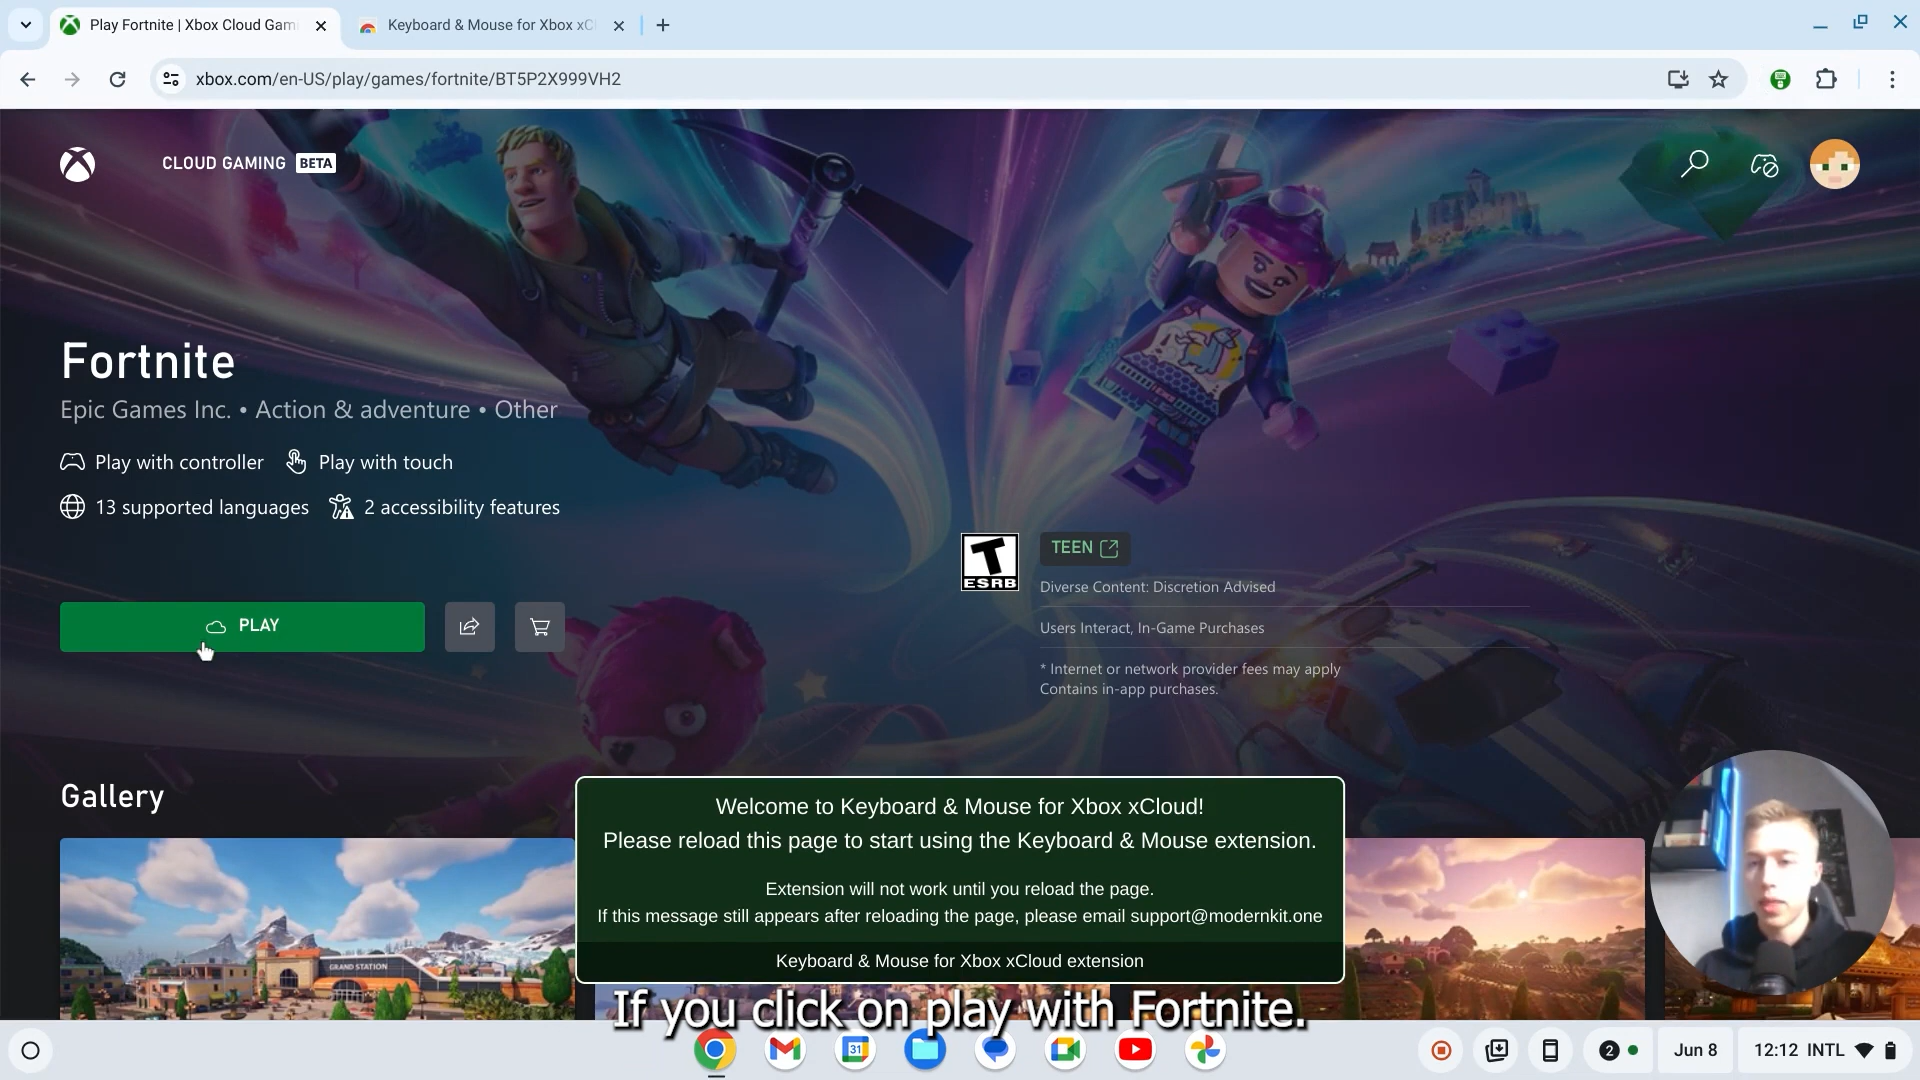 Play Fortnite | Xbox Cloud Gam
Keyboard & Mouse for Xbox xC
xbox.com/en-US/play/games/fortnite/BT5P2X999VH2
CLOUD GAMING BETA
Fortnite
Epic Games Inc. • Action & adventure • Other
Play with controller Play with touch
13 supported languages 2 accessibility features
T
ESRB
TEEN
Diverse Content: Discretion Advised
Users Interact, In-Game Purchases
* Internet or network provider fees may apply
Contains in-app purchases.
PLAY
Gallery
GRAND STATION
Welcome to Keyboard & Mouse for Xbox xCloud!
Please reload this page to start using the Keyboard & Mouse extension.
Extension will not work until you reload the page.
If this message still appears after reloading the page, please email support@modernkit.one
Keyboard & Mouse for Xbox xCloud extension
If you click on play with Fortnite.
31
2
Jun 8
12:12 INTL